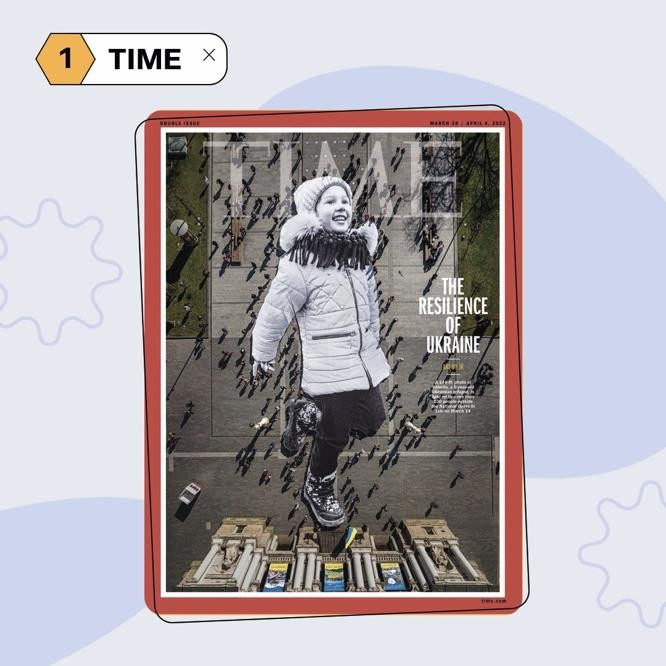 1 TIME
DOUBLE ISSUE
MARCH 28 / APRIL 4, 2022
TIME
THE
RESILIENCE
OF
UKRAINE
time.com